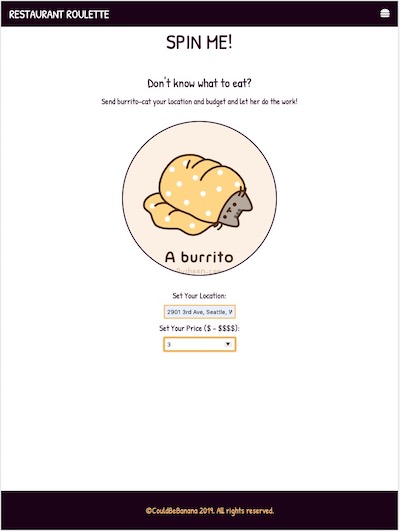 RESTAURANT ROULETTE
SPIN ME!
Don't know what to eat?
Send burrito-cat your location and budget and let her do the work!
A burrito
Set Your Location:
2901 3rd Ave, Seattle, W
Set Your Price ($ - $$$$):
3
©CouldBeBanana 2019. All rights reserved.